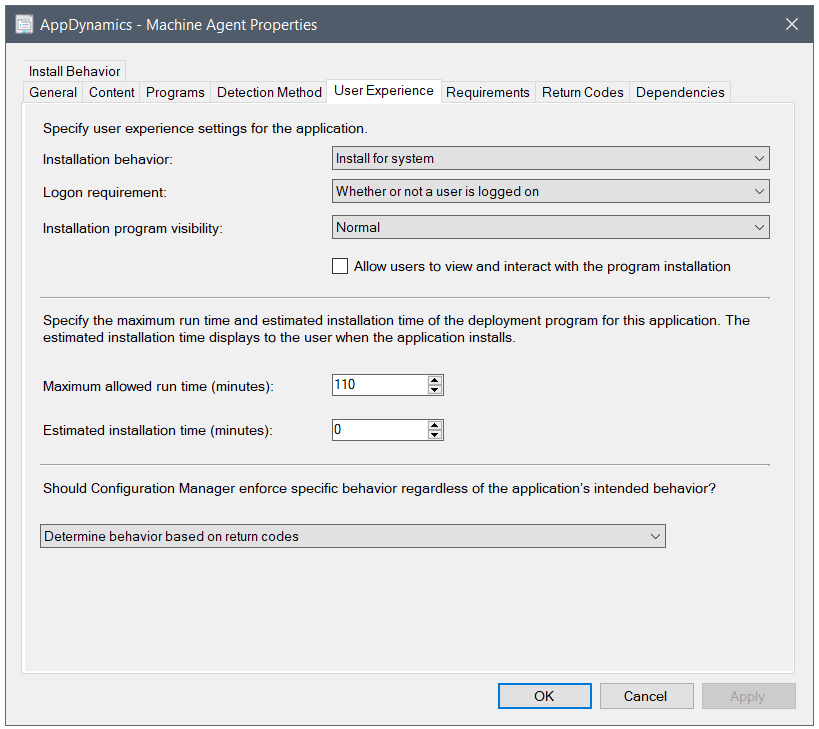 AppDynamics - Machine Agent Properties
Install Behavior
General Content Programs Detection Method User Experience Requirements Return Codes Dependencies
Specify user experience settings for the application.
Installation behavior: Install for system
Logon requirement: Whether or not a user is logged on
Installation program visibility: Normal
Allow users to view and interact with the program installation
Specify the maximum run time and estimated installation time of the deployment program for this application. The
estimated installation time displays to the user when the application installs.
Maximum allowed run time (minutes): 110
Estimated installation time (minutes): 0
Should Configuration Manager enforce specific behavior regardless of the application's intended behavior?
Determine behavior based on return codes
OK Cancel Apply